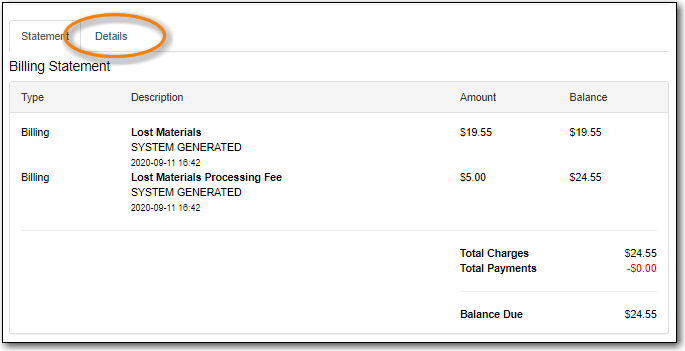 Statement Details
Billing Statement
Type Description Amount Balance
Billing Lost Materials $19.55 $19.55
SYSTEM GENERATED
2020-09-11 16:42
Billing Lost Materials Processing Fee $5.00 $24.55
SYSTEM GENERATED
2020-09-11 16:42
Total Charges $24.55
Total Payments -$0.00
Balance Due $24.55